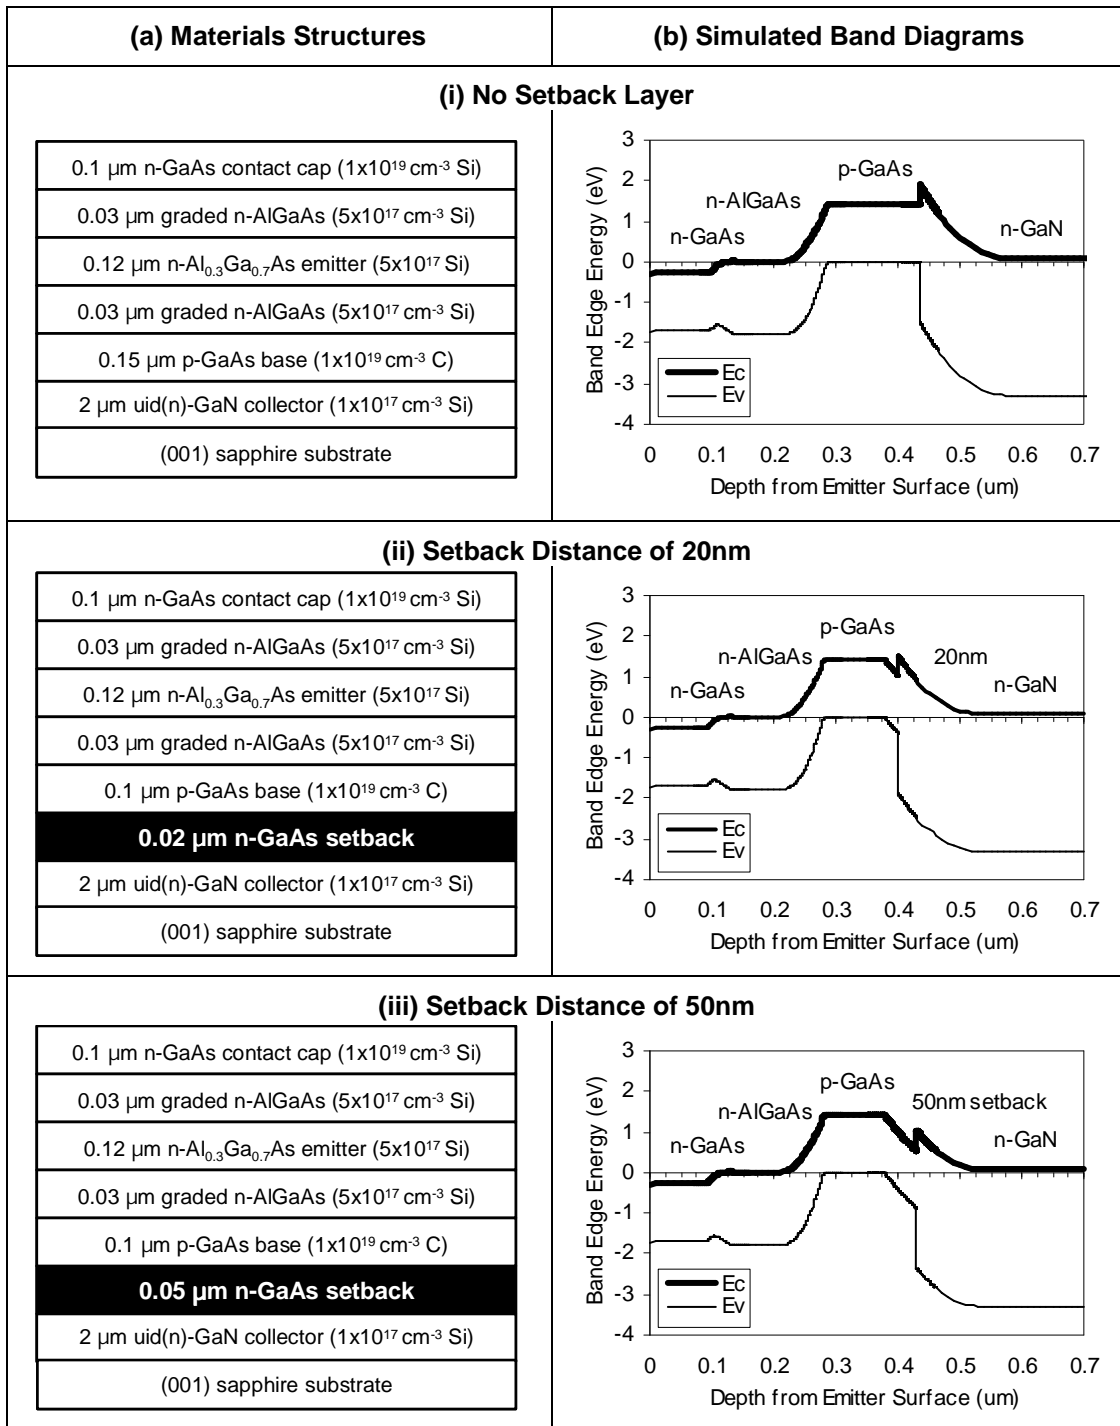 (a) Materials Structures
(b) Simulated Band Diagrams
(i) No Setback Layer
0.1 µm n-GaAs contact cap (1x10¹⁹ cm⁻³ Si)
0.03 µm graded n-AlGaAs (5x10¹⁷ cm⁻³ Si)
0.12 µm n-Al₀.₃Ga₀.₇As emitter (5x10¹⁷ Si)
0.03 µm graded n-AlGaAs (5x10¹⁷ cm⁻³ Si)
0.15 µm p-GaAs base (1x10¹⁹ cm⁻³ C)
2 µm uid(n)-GaN collector (1x10¹⁷ cm⁻³ Si)
(001) sapphire substrate
Band Edge Energy (eV)
3
2
1
0
-1
-2
-3
-4
p-GaAs
n-AlGaAs
n-GaAs
n-GaN
Ec
Ev
0 0.1 0.2 0.3 0.4 0.5 0.6 0.7
Depth from Emitter Surface (um)
(ii) Setback Distance of 20nm
0.1 µm n-GaAs contact cap (1x10¹⁹ cm⁻³ Si)
0.03 µm graded n-AlGaAs (5x10¹⁷ cm⁻³ Si)
0.12 µm n-Al₀.₃Ga₀.₇As emitter (5x10¹⁷ Si)
0.03 µm graded n-AlGaAs (5x10¹⁷ cm⁻³ Si)
0.1 µm p-GaAs base (1x10¹⁹ cm⁻³ C)
0.02 µm n-GaAs setback
2 µm uid(n)-GaN collector (1x10¹⁷ cm⁻³ Si)
(001) sapphire substrate
Band Edge Energy (eV)
3
2
1
0
-1
-2
-3
-4
p-GaAs
n-AlGaAs
20nm
n-GaAs
n-GaN
Ec
Ev
0 0.1 0.2 0.3 0.4 0.5 0.6 0.7
Depth from Emitter Surface (um)
(iii) Setback Distance of 50nm
0.1 µm n-GaAs contact cap (1x10¹⁹ cm⁻³ Si)
0.03 µm graded n-AlGaAs (5x10¹⁷ cm⁻³ Si)
0.12 µm n-Al₀.₃Ga₀.₇As emitter (5x10¹⁷ Si)
0.03 µm graded n-AlGaAs (5x10¹⁷ cm⁻³ Si)
0.1 µm p-GaAs base (1x10¹⁹ cm⁻³ C)
0.05 µm n-GaAs setback
2 µm uid(n)-GaN collector (1x10¹⁷ cm⁻³ Si)
(001) sapphire substrate
Band Edge Energy (eV)
3
2
1
0
-1
-2
-3
-4
p-GaAs
n-AlGaAs
50nm setback
n-GaAs
n-GaN
Ec
Ev
0 0.1 0.2 0.3 0.4 0.5 0.6 0.7
Depth from Emitter Surface (um)